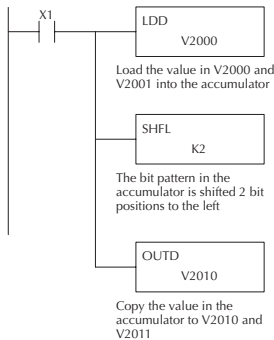 X1
LDD
V2000
Load the value in V2000 and
V2001 into the accumulator
SHFL
K2
The bit pattern in the
accumulator is shifted 2 bit
positions to the left
OUTD
V2010
Copy the value in the
accumulator to V2010 and
V2011